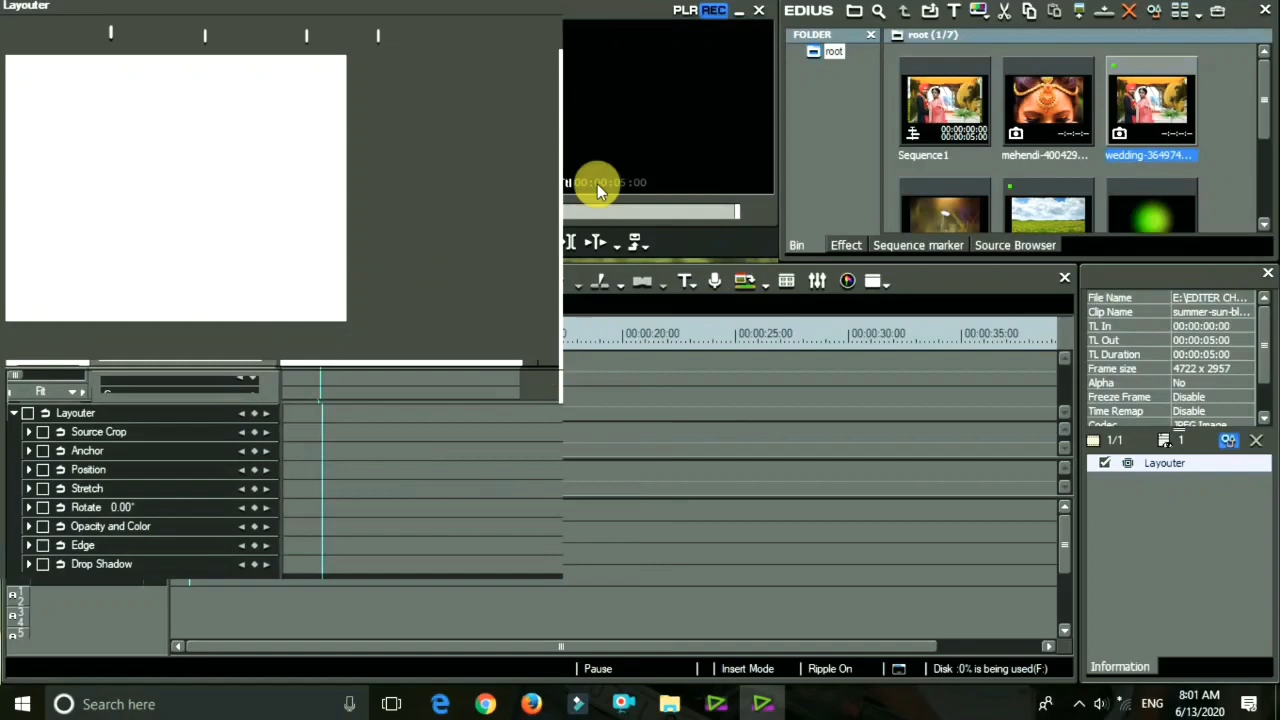 Layouter
PLR REC
EDIUS
FOLDER
root (1/7)
root
00:00:00:00
00:00:05:00
--:--:--:--
--:--:--:--
Sequence1
mehendi-400429...
wedding-364974...
Ttl 00:00:05:00
Bin
Effect
Sequence marker
Source Browser
00:00:20:00
00:00:25:00
00:00:30:00
00:00:35:00
File Name E:\EDITER CH...
Clip Name summer-sun-bl...
TL In 00:00:00:00
TL Out 00:00:05:00
TL Duration 00:00:05:00
Frame size 4722 x 2957
Alpha No
Freeze Frame Disable
Time Remap Disable
Codec JPEG Image
1/1
1
Layouter
Fit
Layouter
Source Crop
Anchor
Position
Stretch
Rotate 0.00°
Opacity and Color
Edge
Drop Shadow
Pause
Insert Mode
Ripple On
Disk :0% is being used(F:)
Information
Search here
ENG
8:01 AM
6/13/2020